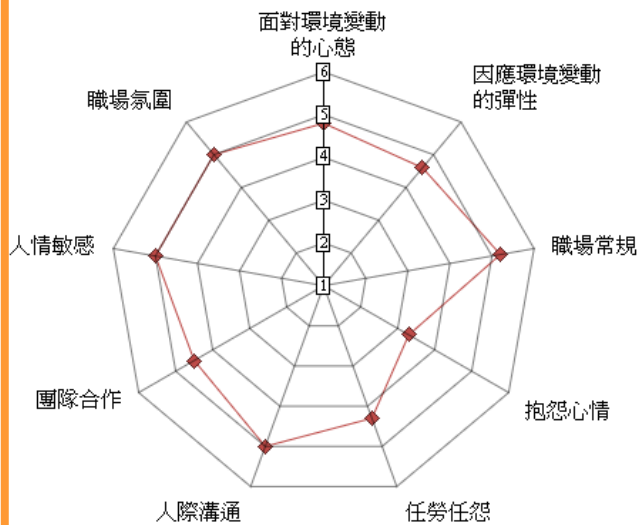 面對環境變動
的心態
因應環境變動
的彈性
職場氛圍
6
5
4
3
2
1
人情敏感
職場常規
團隊合作
抱怨心情
人際溝通
任勞任怨